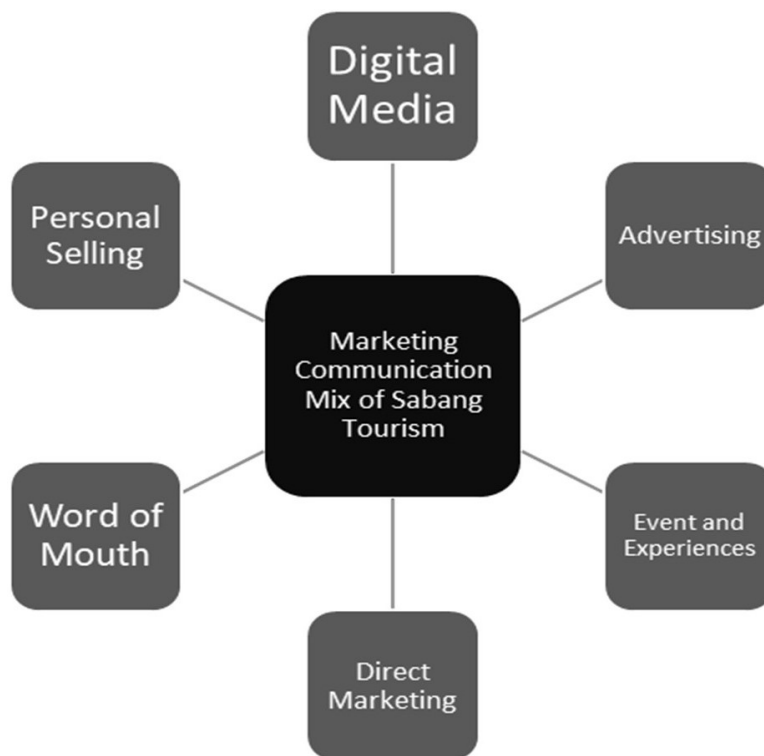 Digital
Media
Personal
Selling
Advertising
Marketing
Communication
Mix of Sabang
Tourism
Word of
Mouth
Event and
Experiences
Direct
Marketing